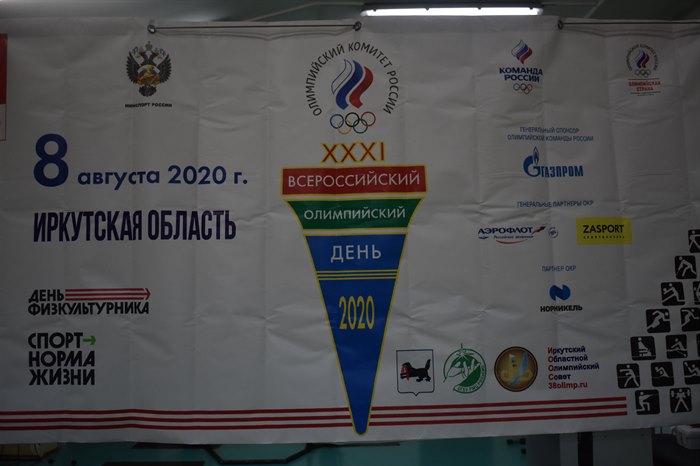 МИНСПОРТ РОССИИ
8 августа 2020 г.
ИРКУТСКАЯ ОБЛАСТЬ
ДЕНЬ
ФИЗКУЛЬТУРНИКА
СПОРТ
НОРМА
ЖИЗНИ
ОЛИМПИЙСКИЙ КОМИТЕТ РОССИИ
XXXI
ВСЕРОССИЙСКИЙ
ОЛИМПИЙСКИЙ
ДЕНЬ
2020
КОМАНДА
РОССИИ
ОЛИМПИЙСКАЯ
СТРАНА
ГЕНЕРАЛЬНЫЙ СПОНСОР
ОЛИМПИЙСКОЙ КОМАНДЫ РОССИИ
ГАЗПРОМ
ГЕНЕРАЛЬНЫЕ ПАРТНЕРЫ ОКР
АЭРОФЛОТ
Российские авиалинии
ZASPORT
ПАРТНЕР ОКР
НОРНИКЕЛЬ
Иркутский
Областной
Олимпийский
Совет
38olimp.ru